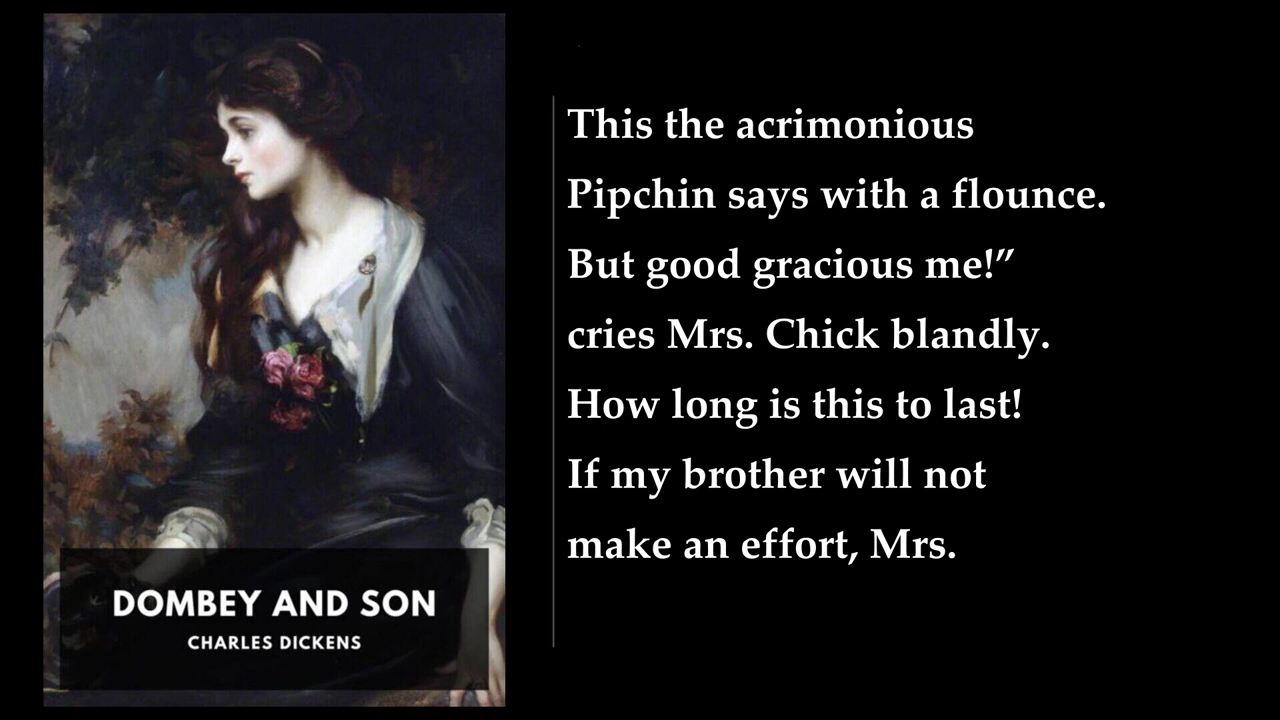 This the acrimonious
Pipchin says with a flounce.
But good gracious me!”
cries Mrs. Chick blandly.
How long is this to last!
If my brother will not
make an effort, Mrs.
DOMBEY AND SON
CHARLES DICKENS